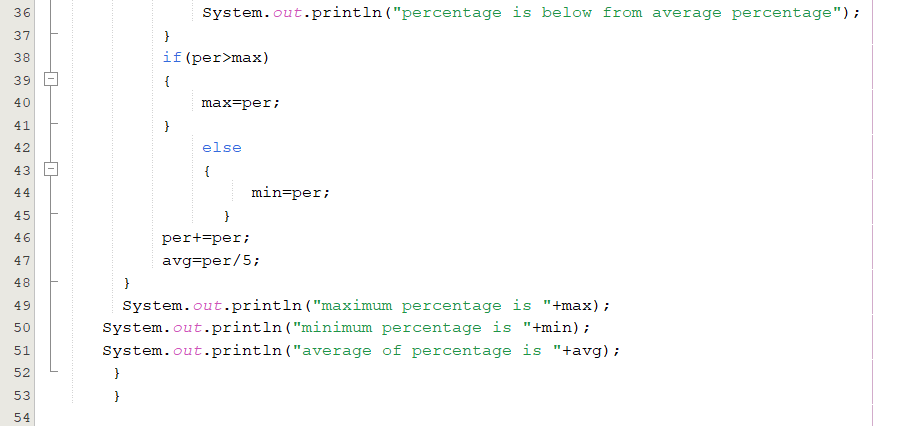 36 System.out.println("percentage is below from average percentage");
37 }
38 if(per>max)
39 {
40 max=per;
41 }
42 else
43 {
44 min=per;
45 }
46 per+=per;
47 avg=per/5;
48 }
49 System.out.println("maximum percentage is "+max);
50 System.out.println("minimum percentage is "+min);
51 System.out.println("average of percentage is "+avg);
52 }
53 }
54